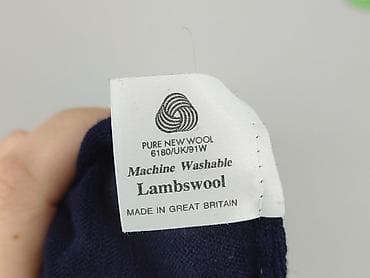 PURE NEW WOOL
6180/UK/91W
Machine Washable
Lambswool
MADE IN GREAT BRITAIN